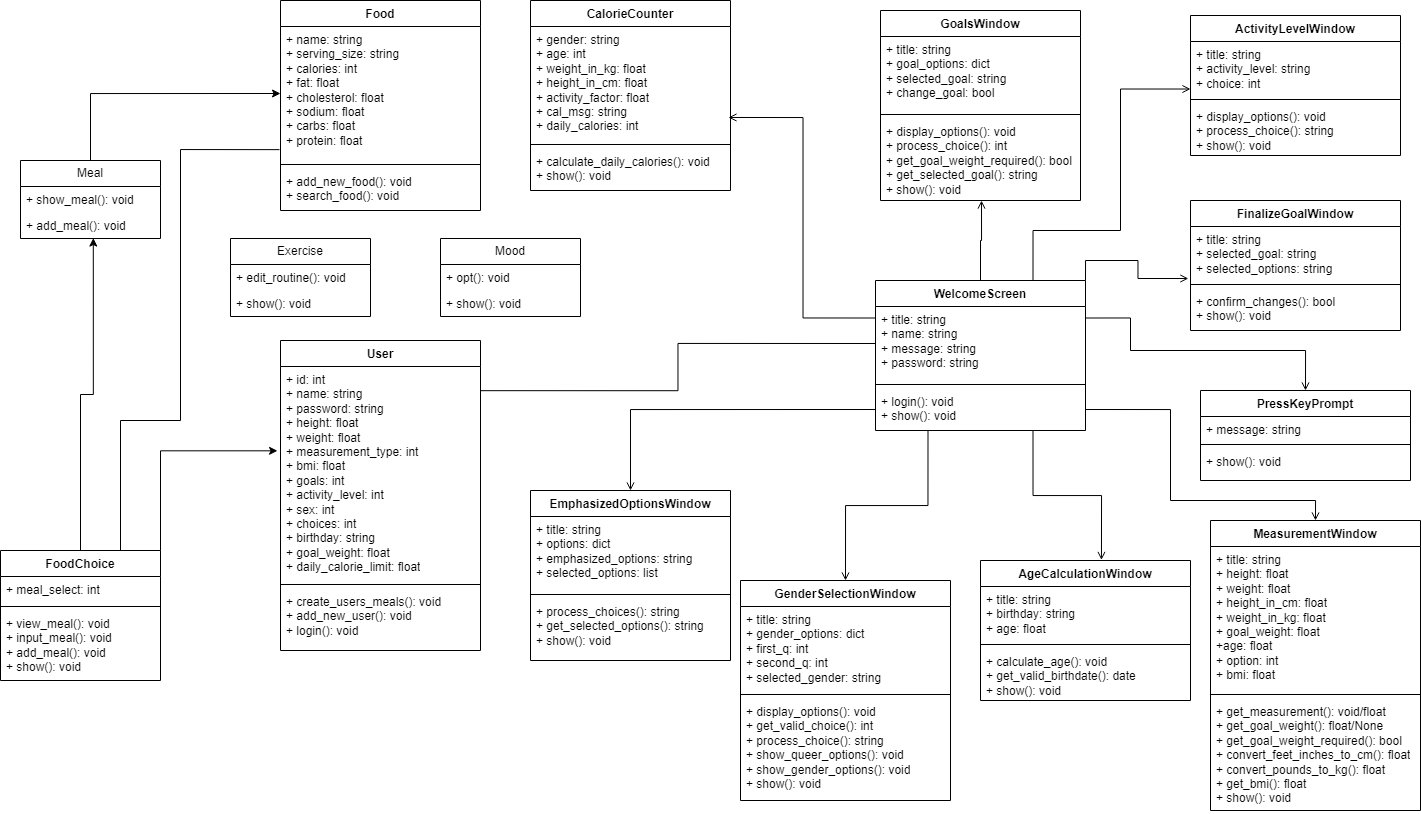 Food
+ name: string
+ serving_size: string
+ calories: int
+ fat: float
+ cholesterol: float
+ sodium: float
+ carbs: float
+ protein: float
+ add_new_food(): void
+ search_food(): void
CalorieCounter
+ gender: string
+ age: int
+ weight_in_kg: float
+ height_in_cm: float
+ activity_factor: float
+ cal_msg: string
+ daily_calories: int
+ calculate_daily_calories(): void
+ show(): void
GoalsWindow
+ title: string
+ goal_options: dict
+ selected_goal: string
+ change_goal: bool
+ display_options(): void
+ process_choice(): int
+ get_goal_weight_required(): bool
+ get_selected_goal(): string
+ show(): void
ActivityLevelWindow
+ title: string
+ activity_level: string
+ choice: int
+ display_options(): void
+ process_choice(): string
+ show(): void
Meal
+ show_meal(): void
+ add_meal(): void
Exercise
+ edit_routine(): void
+ show(): void
Mood
+ opt(): void
+ show(): void
FinalizeGoalWindow
+ title: string
+ selected_goal: string
+ selected_options: string
+ confirm_changes(): bool
+ show(): void
WelcomeScreen
+ title: string
+ name: string
+ message: string
+ password: string
+ login(): void
+ show(): void
User
+ id: int
+ name: string
+ password: string
+ height: float
+ weight: float
+ measurement_type: int
+ bmi: float
+ goals: int
+ activity_level: int
+ sex: int
+ choices: int
+ birthday: string
+ goal_weight: float
+ daily_calorie_limit: float
+ create_users_meals(): void
+ add_new_user(): void
+ login(): void
PressKeyPrompt
+ message: string
+ show(): void
FoodChoice
+ meal_select: int
+ view_meal(): void
+ input_meal(): void
+ add_meal(): void
+ show(): void
EmphasizedOptionsWindow
+ title: string
+ options: dict
+ emphasized_options: string
+ selected_options: list
+ process_choices(): string
+ get_selected_options(): string
+ show(): void
GenderSelectionWindow
+ title: string
+ gender_options: dict
+ first_q: int
+ second_q: int
+ selected_gender: string
+ display_options(): void
+ get_valid_choice(): int
+ process_choice(): string
+ show_queer_options(): void
+ show_gender_options(): void
+ show(): void
AgeCalculationWindow
+ title: string
+ birthday: string
+ age: float
+ calculate_age(): void
+ get_valid_birthdate(): date
+ show(): void
MeasurementWindow
+ title: string
+ height: float
+ weight: float
+ height_in_cm: float
+ weight_in_kg: float
+ goal_weight: float
+age: float
+ option: int
+ bmi: float
+ get_measurement(): void/float
+ get_goal_weight(): float/None
+ get_goal_weight_required(): bool
+ convert_feet_inches_to_cm(): float
+ convert_pounds_to_kg(): float
+ get_bmi(): float
+ show(): void